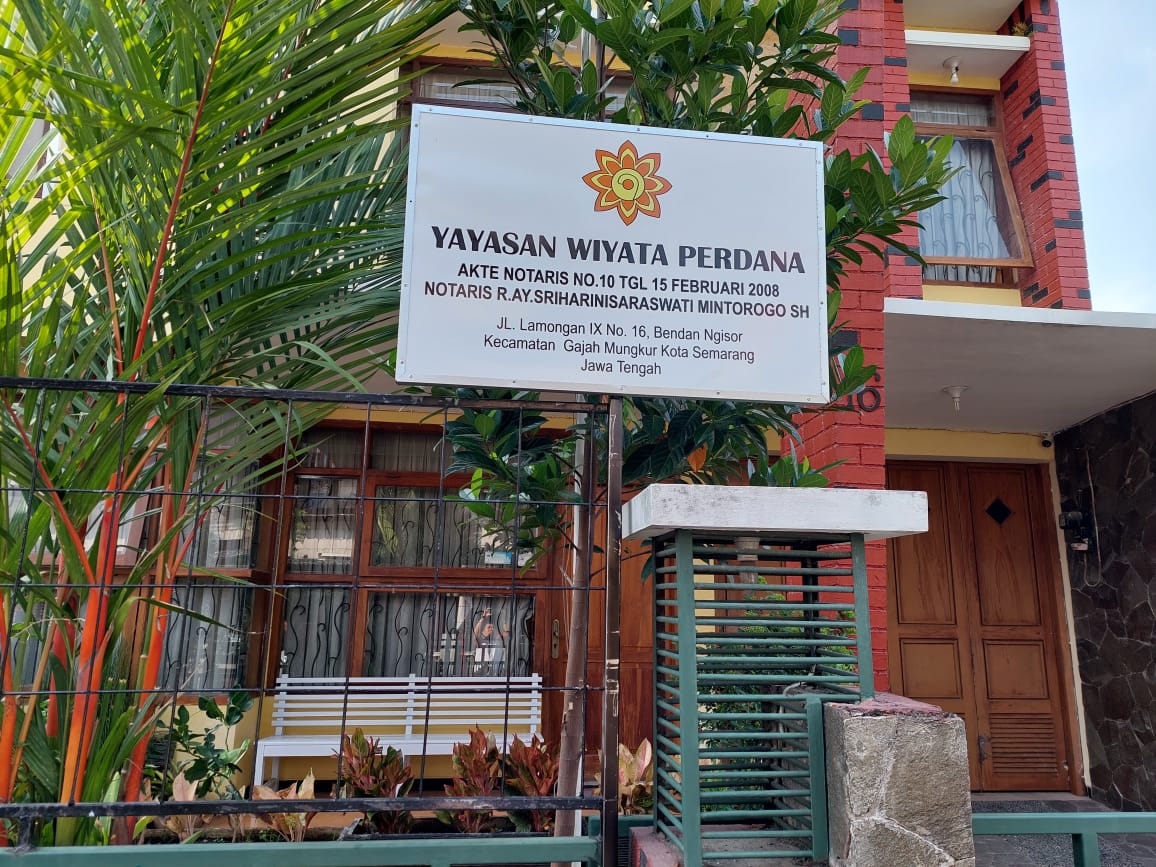 YAYASAN WIYATA PERDANA
AKTE NOTARIS NO.10 TGL 15 FEBRUARI 2008
NOTARIS R.AY.SRIHARINISARASWATI MINTOROGO SH
JL. Lamongan IX No. 16, Bendan Ngisor
Kecamatan Gajah Mungkur Kota Semarang
Jawa Tengah
16